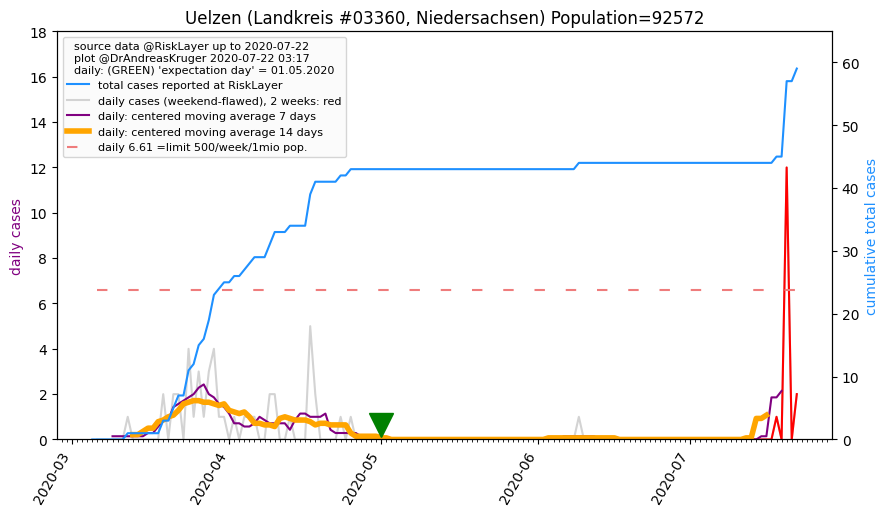 Uelzen (Landkreis #03360, Niedersachsen) Population=92572
source data @RiskLayer up to 2020-07-22
plot @DrAndreasKruger 2020-07-22 03:17
daily: (GREEN) 'expectation day' = 01.05.2020
total cases reported at RiskLayer
daily cases (weekend-flawed), 2 weeks: red
daily: centered moving average 7 days
daily: centered moving average 14 days
daily 6.61 =limit 500/week/1mio pop.
daily cases
18
16
14
12
10
8
6
4
2
0
cumulative total cases
60
50
40
30
20
10
0
2020-03
2020-04
2020-05
2020-06
2020-07